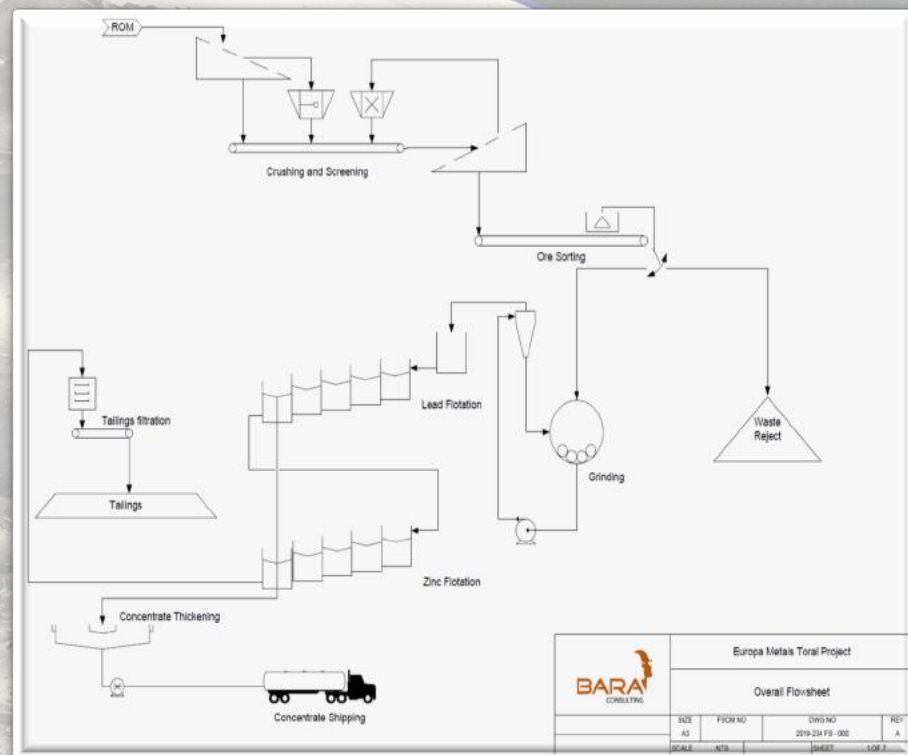 ROM
Crushing and Screening
Ore Sorting
Lead Flotation
Tailings filtration
Waste
Reject
Grinding
Tailings
Zinc Flotation
Concentrate Thickening
Concentrate Shipping
BARA
CONSULTING
Europa Metals Toral Project
Overall Flowsheet
SIZE FSCM NO DWG NO REV
A3 2019-234 FS - 000 A
SCALE NTS SHEET 1 OF 7